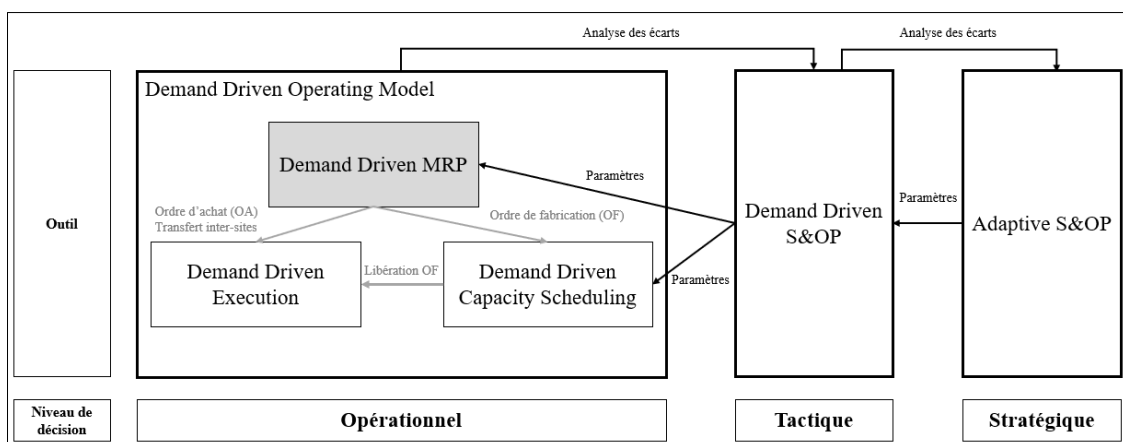 Analyse des écarts
Analyse des écarts
Outil
Demand Driven Operating Model
Demand Driven MRP
Paramètres
Ordre d’achat (OA)
Transfert inter-sites
Ordre de fabrication (OF)
Demand Driven
Execution
Libération OF
Demand Driven
Capacity Scheduling
Paramètres
Demand Driven
S&OP
Paramètres
Adaptive S&OP
Niveau de
décision
Opérationnel
Tactique
Stratégique